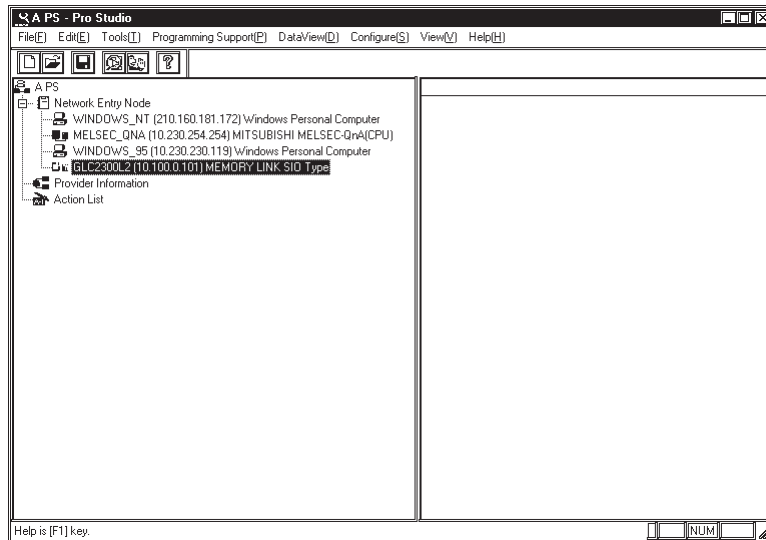 A PS - Pro Studio
File(F) Edit(E) Tools(T) Programming Support(P) DataView(D) Configure(S) View(V) Help(H)
A PS
Network Entry Node
WINDOWS_NT (210.160.181.172) Windows Personal Computer
MELSEC_QNA (10.230.254.254) MITSUBISHI MELSEC-QnA(CPU)
WINDOWS_95 (10.230.230.119) Windows Personal Computer
GLC2300L2 (10.100.0.101) MEMORY LINK SIO Type
Provider Information
Action List
Help is [F1] key.
NUM